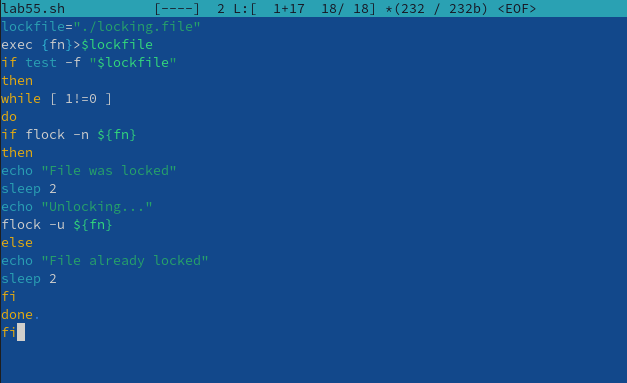 lab55.sh [----] 2 L:[ 1+17 18/ 18] *(232 / 232b) <EOF>
lockfile="./locking.file"
exec {fn}>$lockfile
if test -f "$lockfile"
then
while [ 1!=0 ]
do
if flock -n ${fn}
then
echo "File was locked"
sleep 2
echo "Unlocking..."
flock -u ${fn}
else
echo "File already locked"
sleep 2
fi
done.
fi